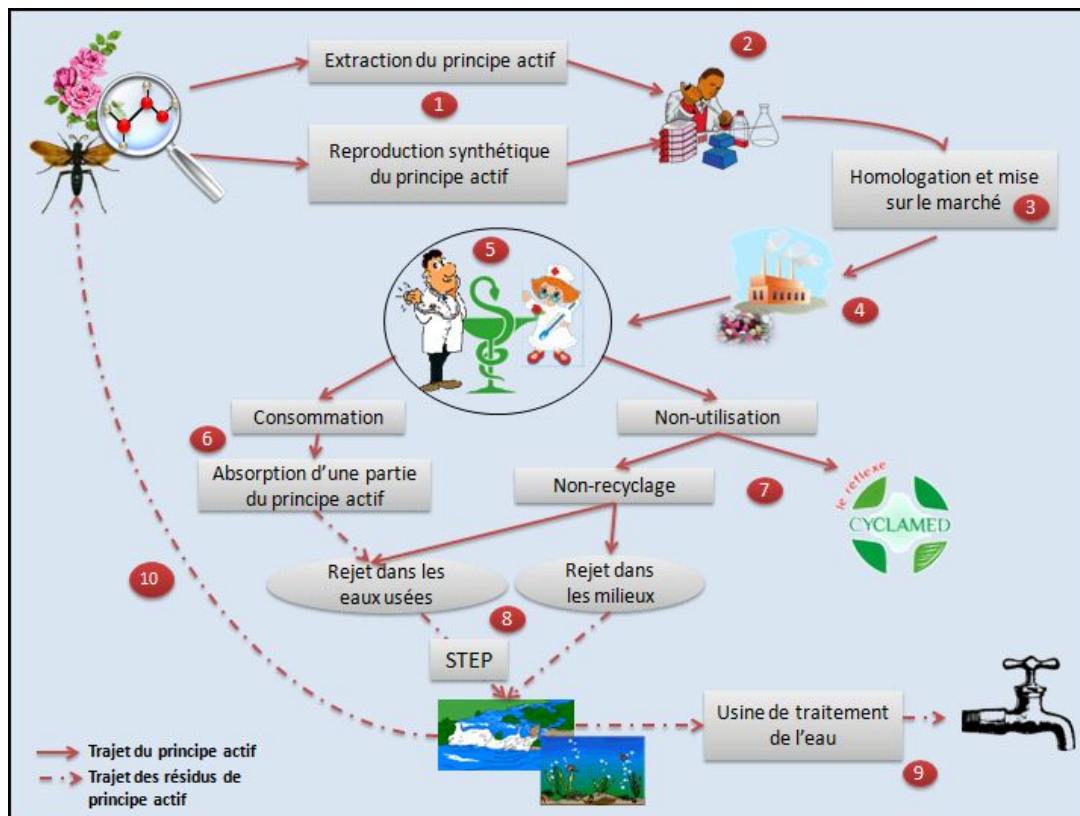 Extraction du principe actif
1
Reproduction synthétique
du principe actif
2
Homologation et mise
sur le marché
3
4
5
Consommation
Non-utilisation
6
Absorption d'une partie
du principe actif
Non-recyclage
7
le réflexe
CYCLAMED
Rejet dans les
eaux usées
Rejet dans
les milieux
10
8
STEP
Usine de traitement
de l'eau
9
Trajet du principe actif
Trajet des résidus de
principe actif